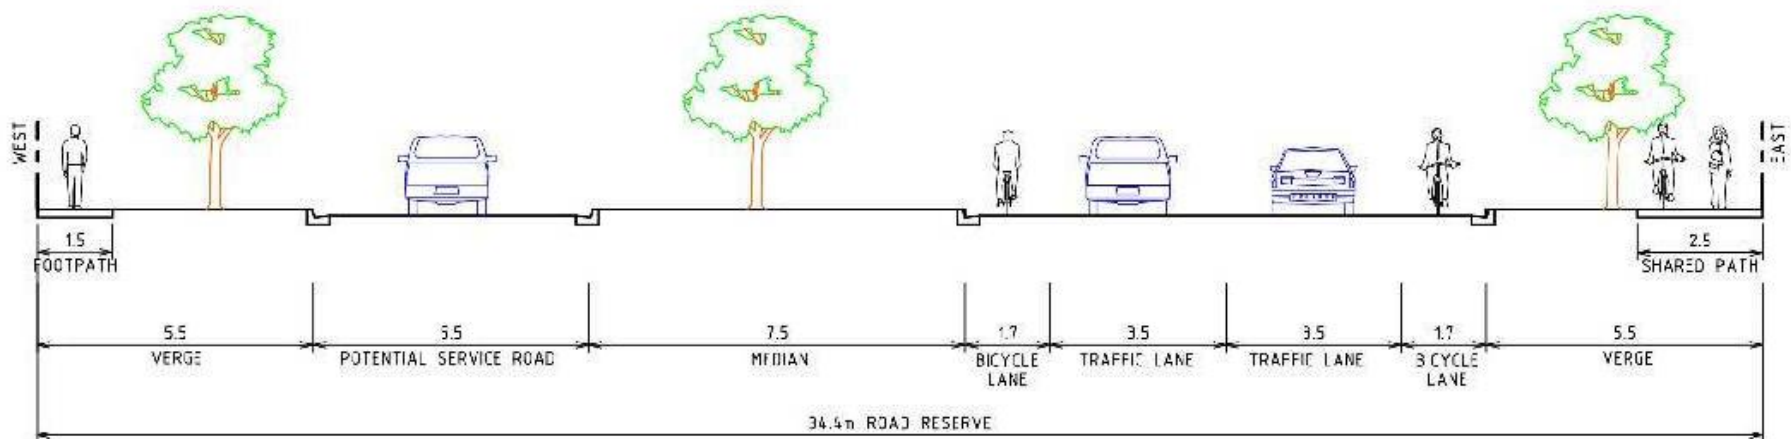 WEST
EAST
1.5
FOOTPATH
2.5
SHARED PATH
5.5
VERGE
5.5
POTENTIAL SERVICE ROAD
7.5
MEDIAN
1.7
BICYCLE
LANE
3.5
TRAFFIC LANE
3.5
TRAFFIC LANE
1.7
BICYCLE
LANE
5.5
VERGE
34.4m ROAD RESERVE